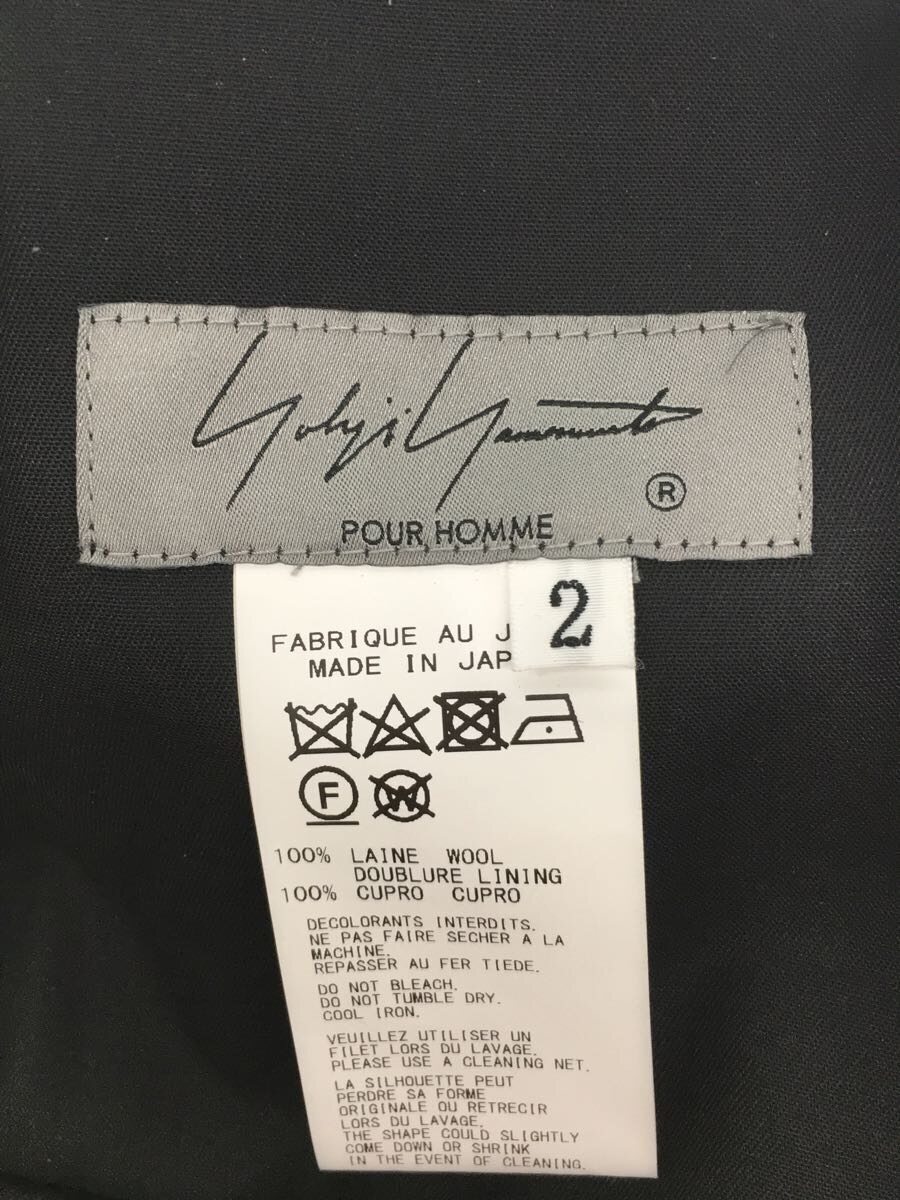 Yohji Yamamoto
®
POUR HOMME
2
FABRIQUE AU J
MADE IN JAP
F
W
100% LAINE WOOL
DOUBLURE LINING
100% CUPRO CUPRO
DECOLORANTS INTERDITS.
NE PAS FAIRE SECHER A LA
MACHINE.
REPASSER AU FER TIEDE.
DO NOT BLEACH.
DO NOT TUMBLE DRY.
COOL IRON.
VEUILLEZ UTILISER UN
FILET LORS DU LAVAGE.
PLEASE USE A CLEANING NET.
LA SILHOUETTE PEUT
PERDRE SA FORME
ORIGINALE OU RETRECIR
LORS DU LAVAGE.
THE SHAPE COULD SLIGHTLY
COME DOWN OR SHRINK
IN THE EVENT OF CLEANING.